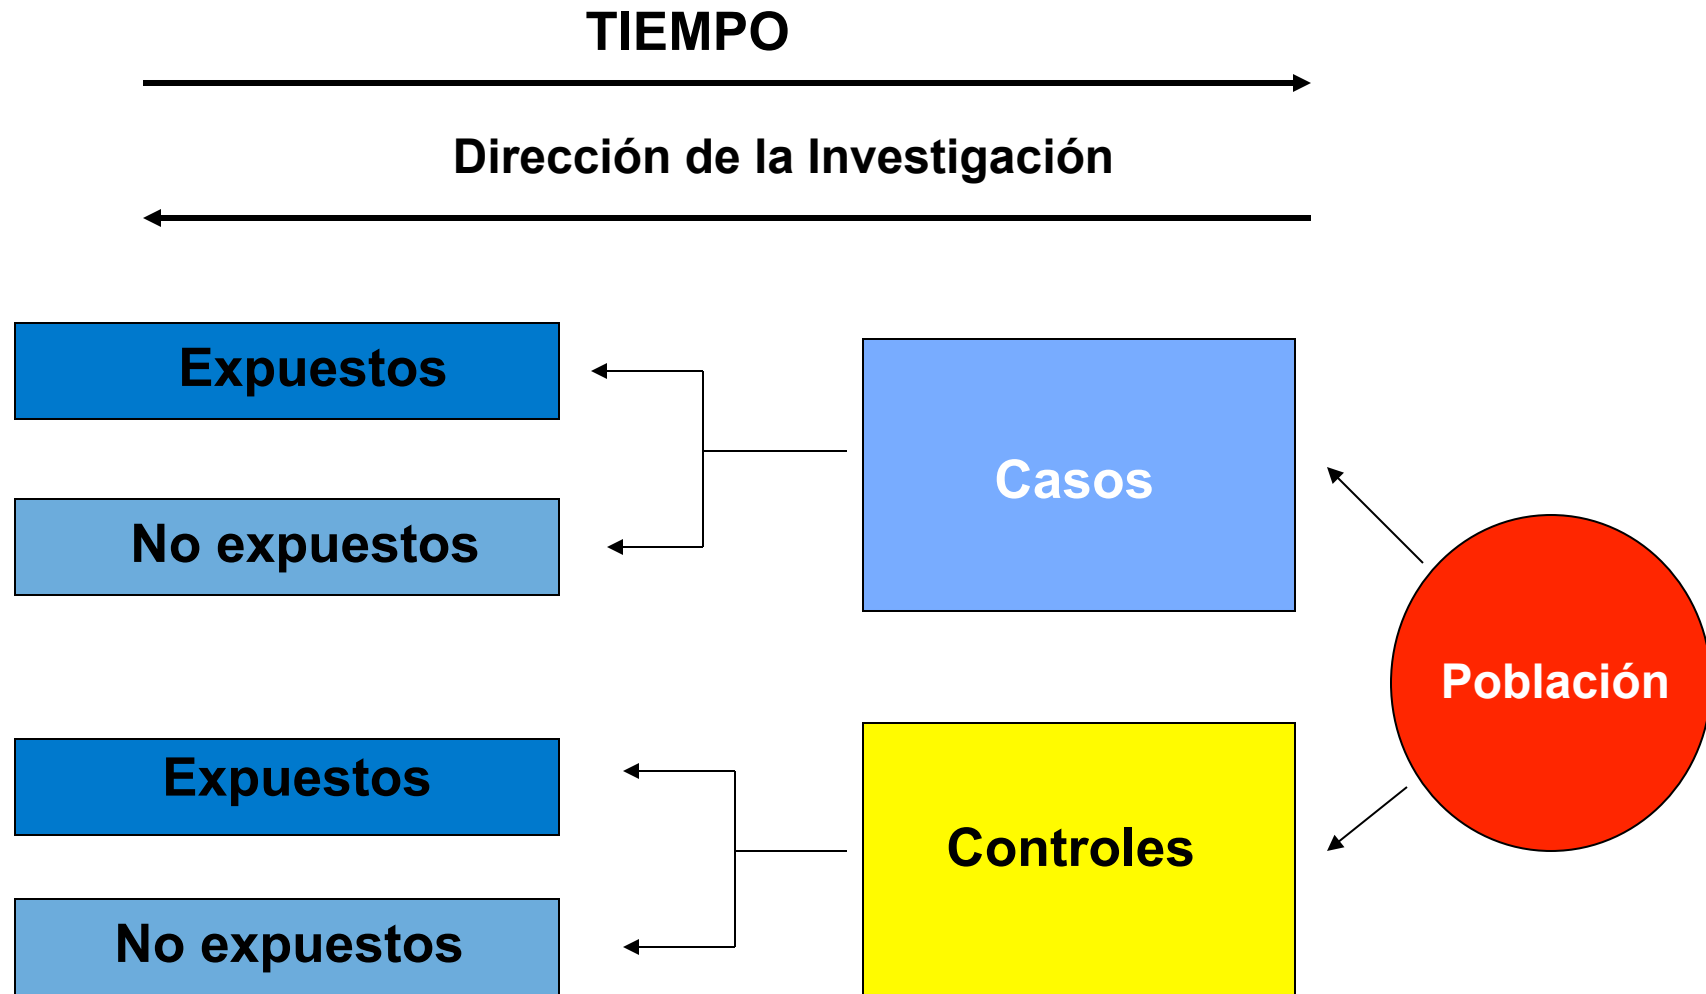 TIEMPO
Dirección de la Investigación
Expuestos
No expuestos
Casos
Población
Expuestos
No expuestos
Controles